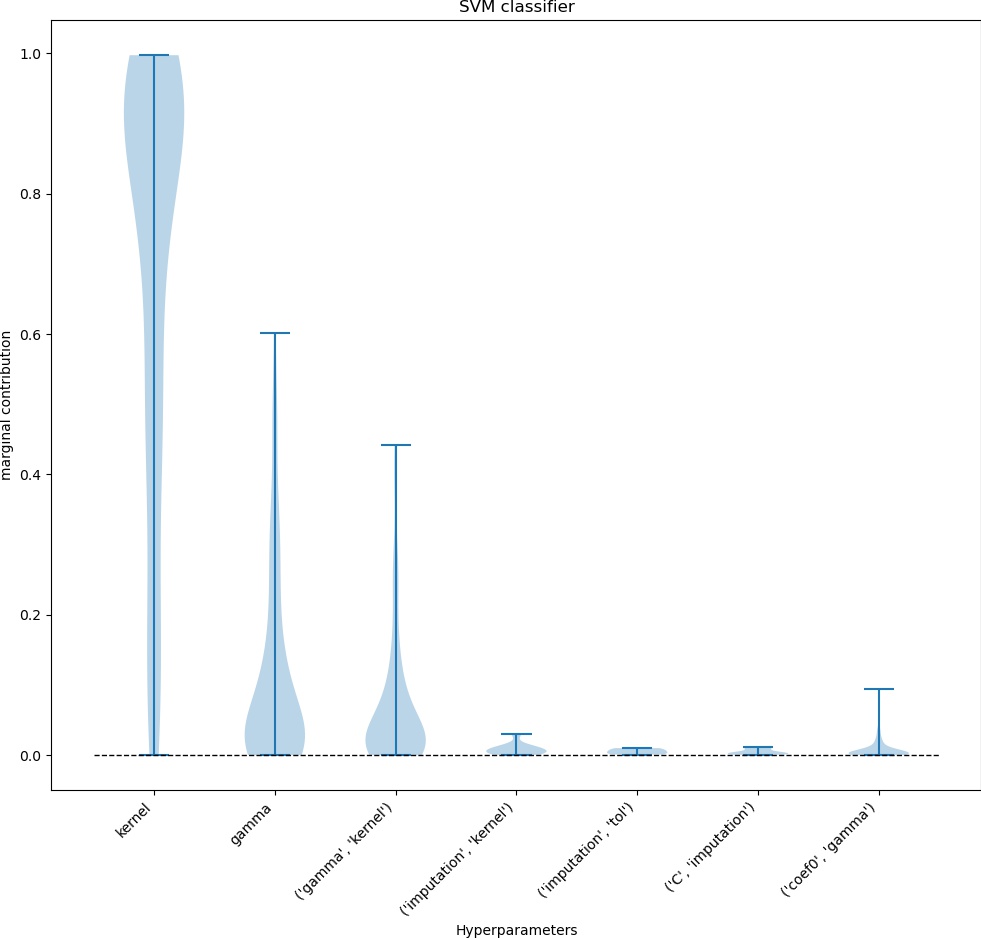 SVM classifier
marginal contribution
1.0
0.8
0.6
0.4
0.2
0.0
kernel
gamma
('gamma', 'kernel')
('imputation', 'kernel')
('imputation', 'tol')
('C', 'imputation')
('coef0', 'gamma')
Hyperparameters